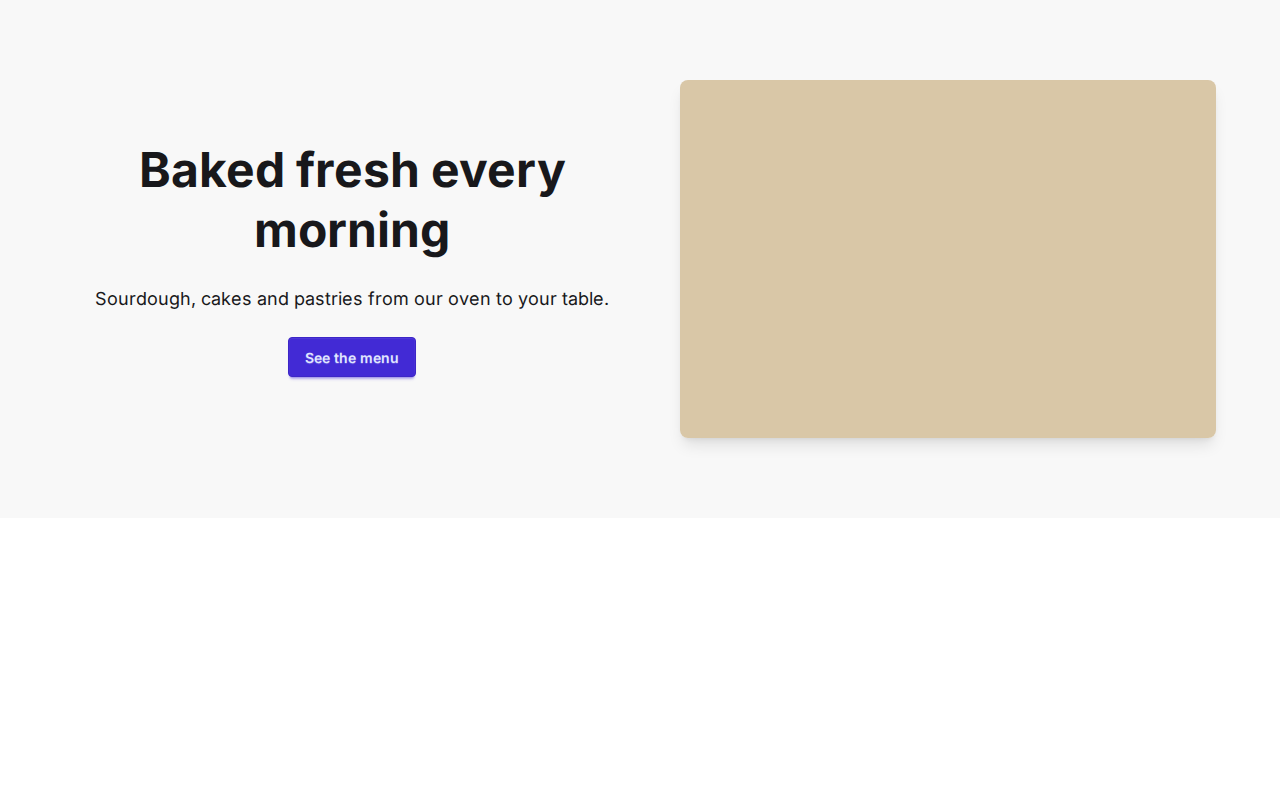 Baked fresh every
morning
Sourdough, cakes and pastries from our oven to your table.
See the menu